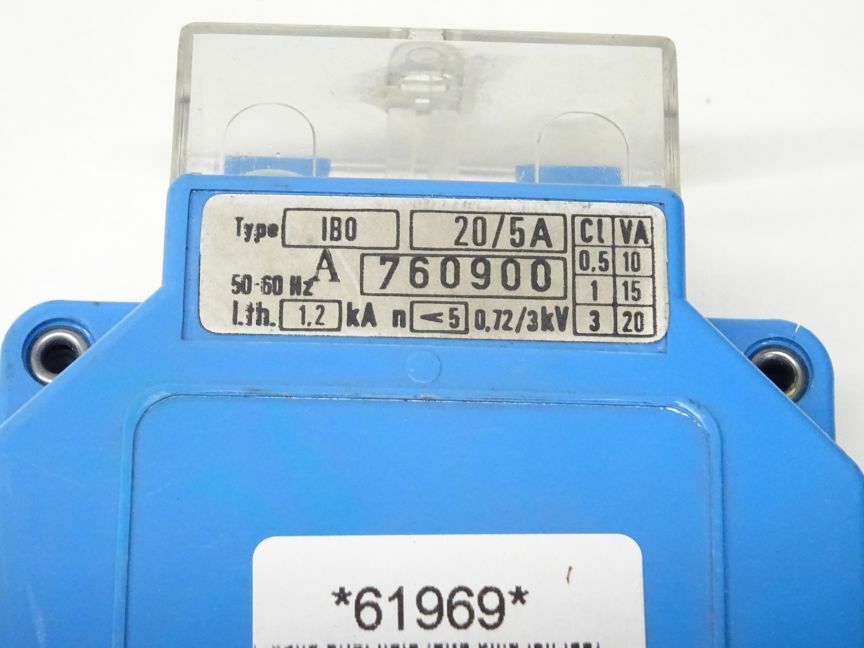 Type IBO 20/5A Cl VA
A 760900 0,5 10
50-60 Hz 1 15
I.th. 1,2 kA n <5 0,72/3kV 3 20
*61969*